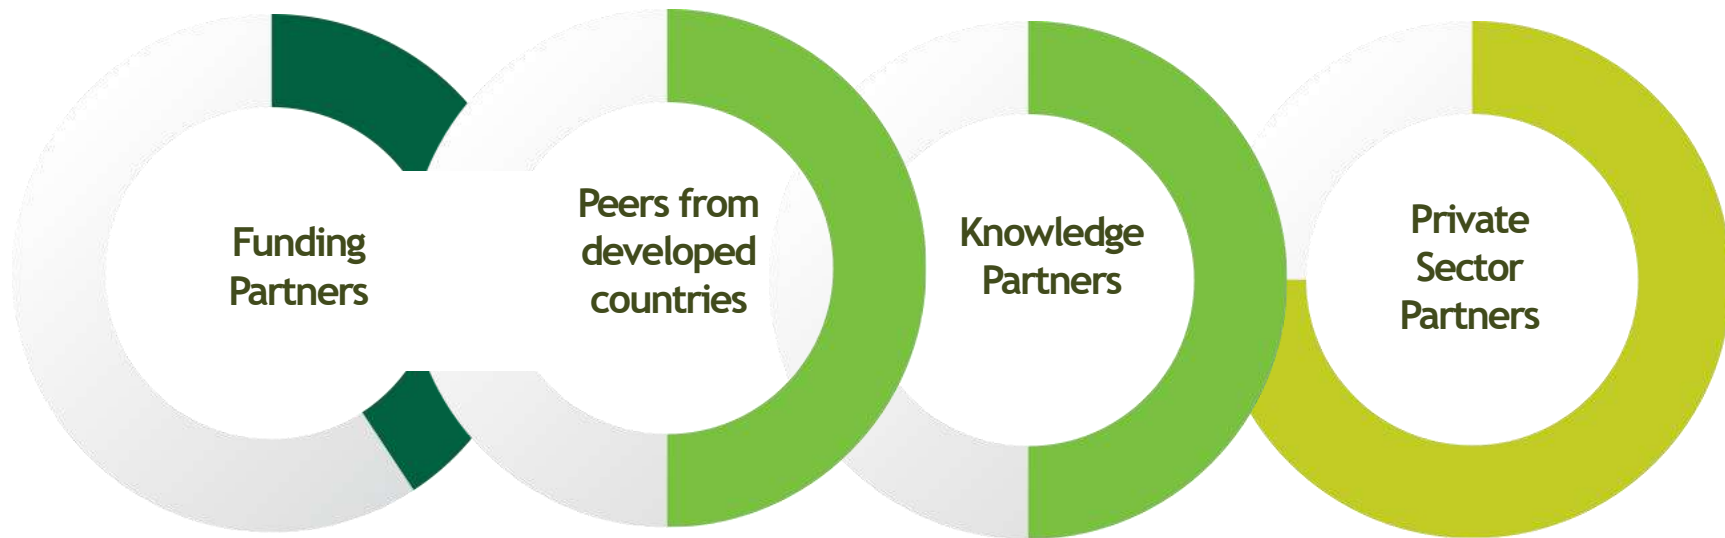 Funding
Partners
Peers from
developed
countries
Knowledge
Partners
Private
Sector
Partners